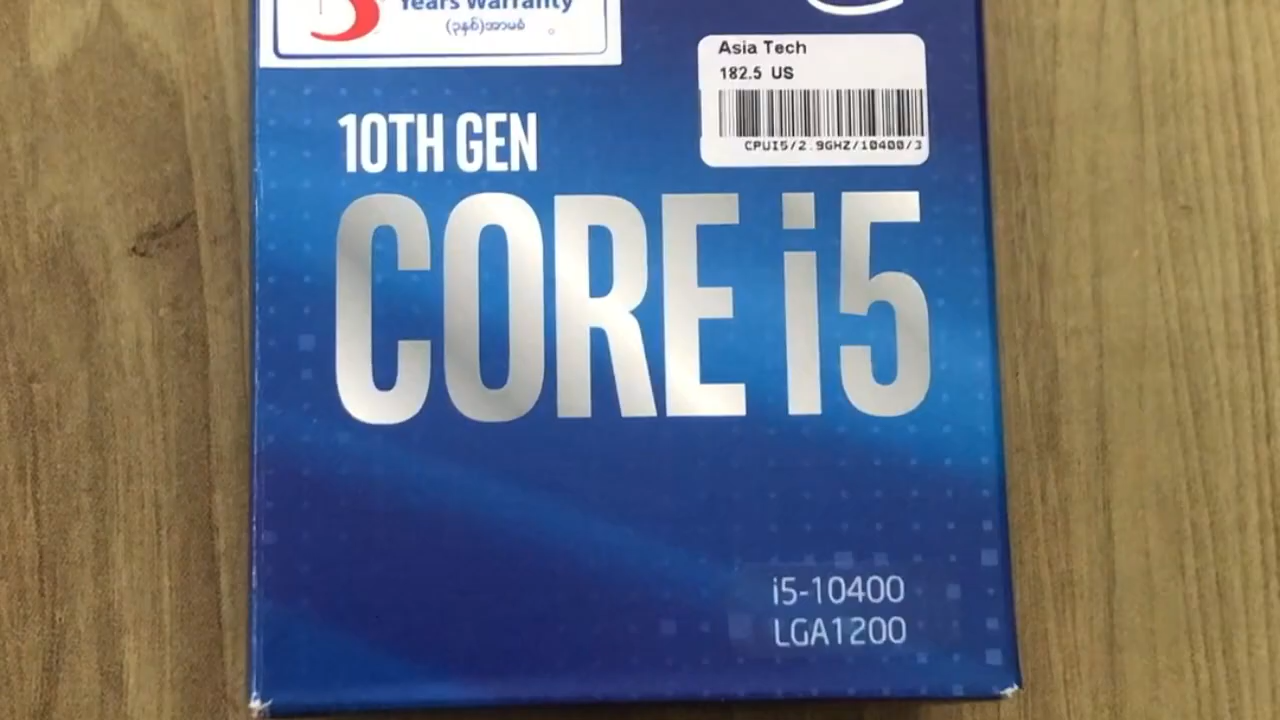 3 Years Warranty
(၃နှစ်)အာမခံ
Asia Tech
182.5 US
CPUI5/2.9GHZ/10400/3
10TH GEN
CORE i5
i5-10400
LGA1200